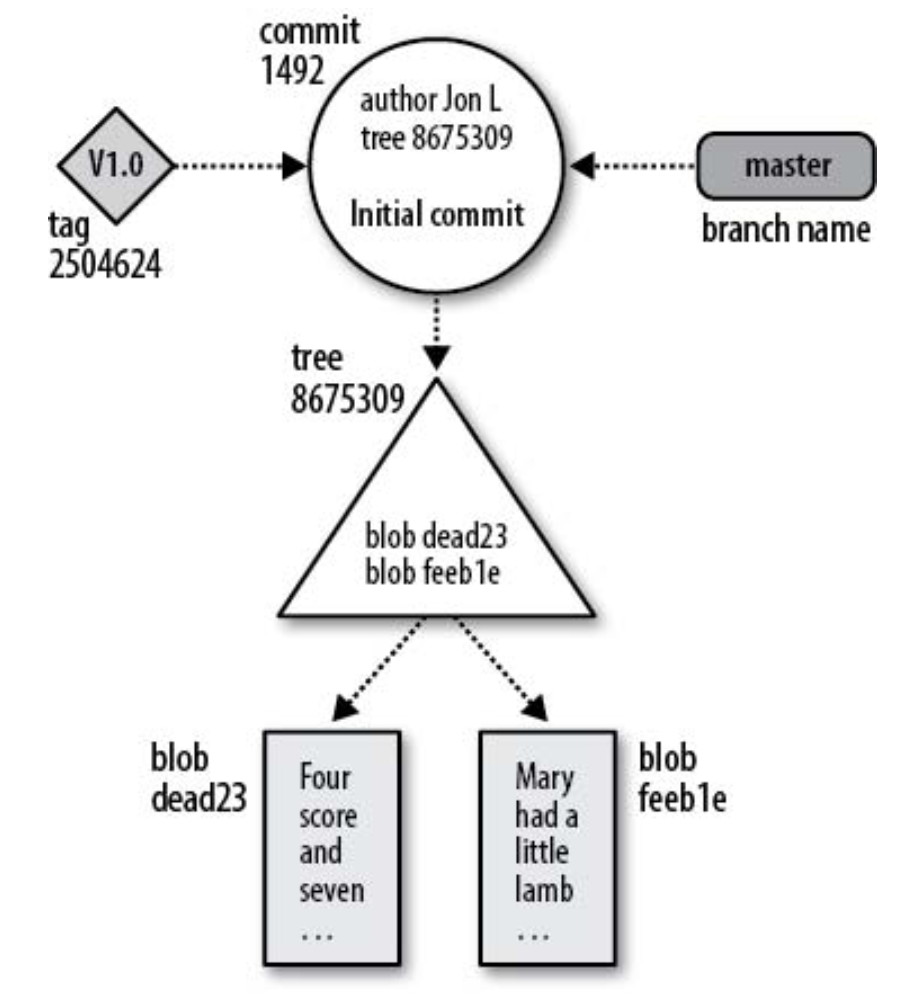 commit
1492
author Jon L
tree 8675309
Initial commit
V1.0
tag
2504624
master
branch name
tree
8675309
blob dead23
blob feeb1e
blob
dead23
Four
score
and
seven
...
Mary
had a
little
lamb
...
blob
feeb1e